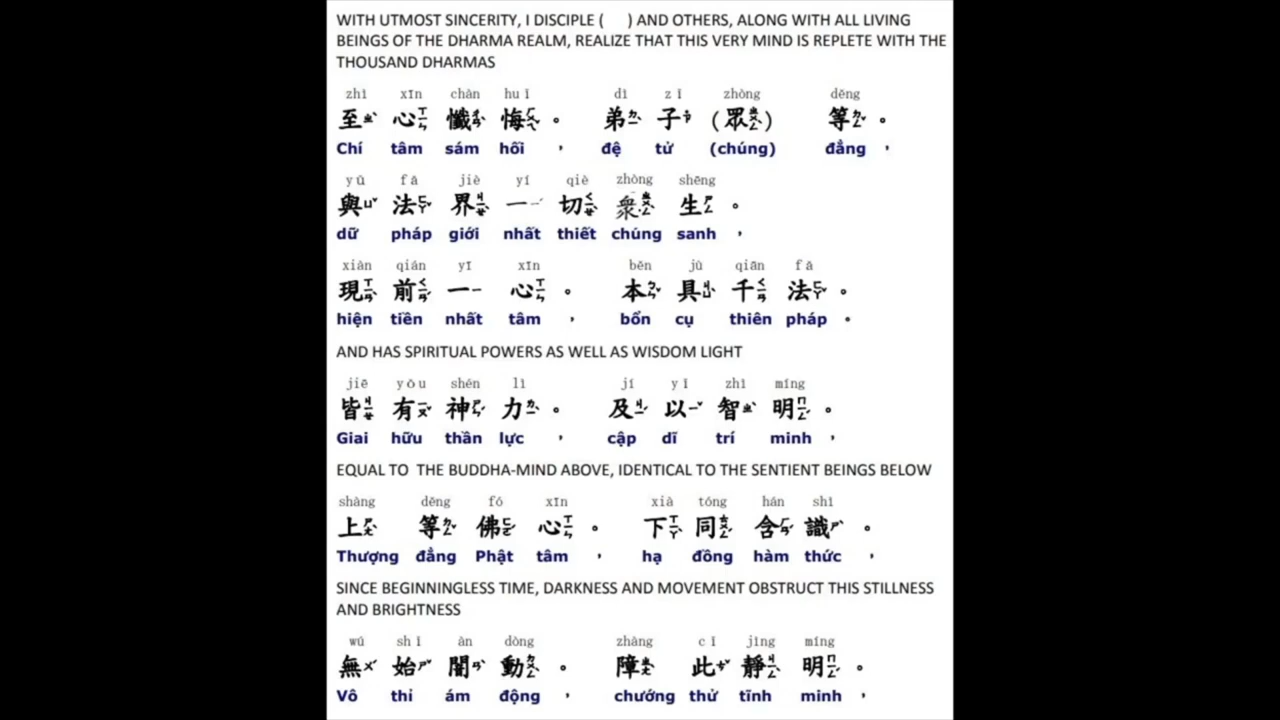 WITH UTMOST SINCERITY, I DISCIPLE (      ) AND OTHERS, ALONG WITH ALL LIVING
BEINGS OF THE DHARMA REALM, REALIZE THAT THIS VERY MIND IS REPLETE WITH THE
THOUSAND DHARMAS
zhì xīn chàn huǐ dì zǐ zhòng děng
至心懺悔。弟子(眾)等。
Chí tâm sám hối , đệ tử (chúng) đẳng ,
yǔ fǎ jiè yí qiè zhòng shēng
與法界一切衆生。
dữ pháp giới nhất thiết chúng sanh ,
xiàn qián yī xīn běn jù qiān fǎ
現前一心。本具千法。
hiện tiền nhất tâm , bổn cụ thiên pháp 。
AND HAS SPIRITUAL POWERS AS WELL AS WISDOM LIGHT
jiē yǒu shén lì jí yǐ zhì míng
皆有神力。及以智明。
Giai hữu thần lực , cập dĩ trí minh ,
EQUAL TO  THE BUDDHA-MIND ABOVE, IDENTICAL TO THE SENTIENT BEINGS BELOW
shàng děng fó xīn xià tóng hán shì
上等佛心。下同含識。
Thượng đẳng Phật tâm , hạ đồng hàm thức ,
SINCE BEGINNINGLESS TIME, DARKNESS AND MOVEMENT OBSTRUCT THIS STILLNESS
AND BRIGHTNESS
wú shǐ àn dòng zhàng cǐ jìng míng
無始闇動。障此靜明。
Vô thỉ ám động , chướng thử tĩnh minh ,